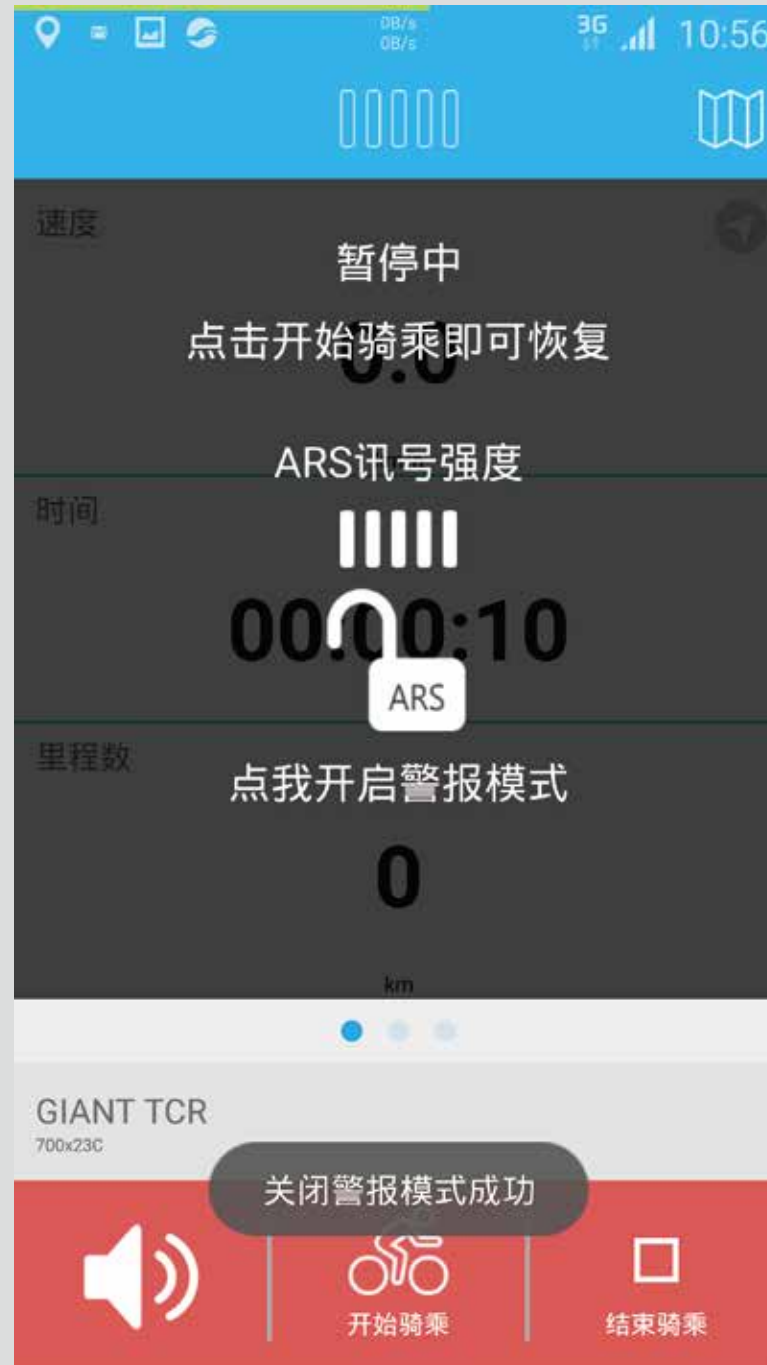 0B/s
0B/s
3G
10:56
速度
暂停中
点击开始骑乘即可恢复
0.0
ARS讯号强度
时间
00:00:10
ARS
里程数
点我开启警报模式
0
km
GIANT TCR
700x23C
关闭警报模式成功
开始骑乘
结束骑乘